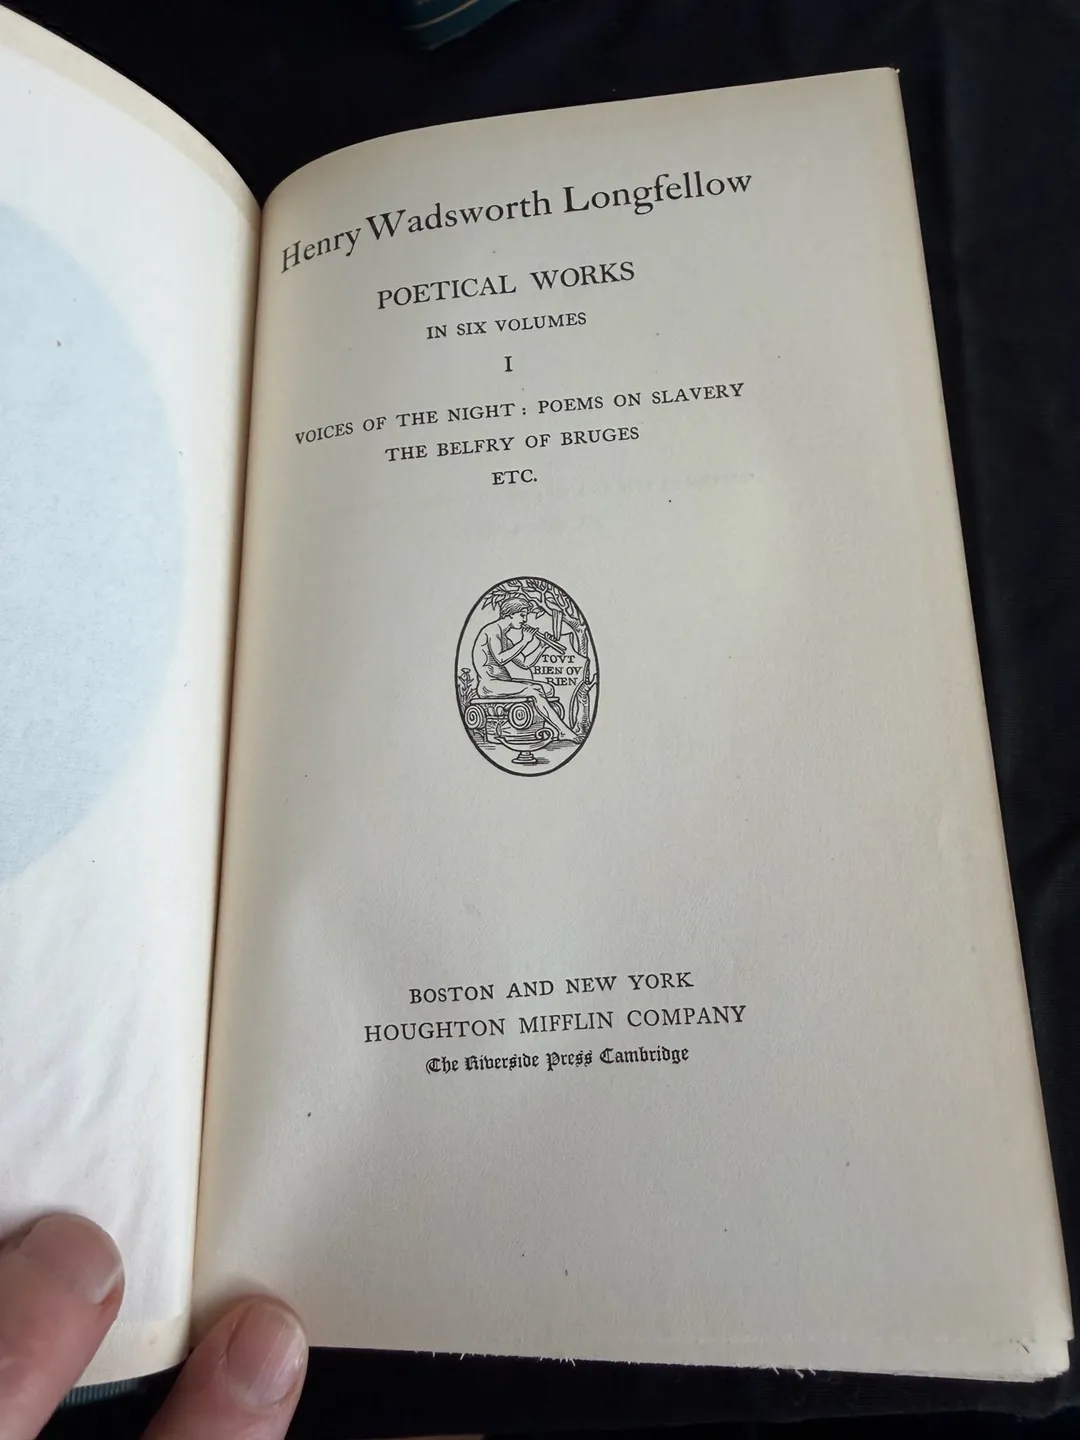 Henry Wadsworth Longfellow
POETICAL WORKS
IN SIX VOLUMES
I
VOICES OF THE NIGHT : POEMS ON SLAVERY
THE BELFRY OF BRUGES
ETC.
TOVT
BIEN OV
RIEN
BOSTON AND NEW YORK
HOUGHTON MIFFLIN COMPANY
The Riverside Press Cambridge